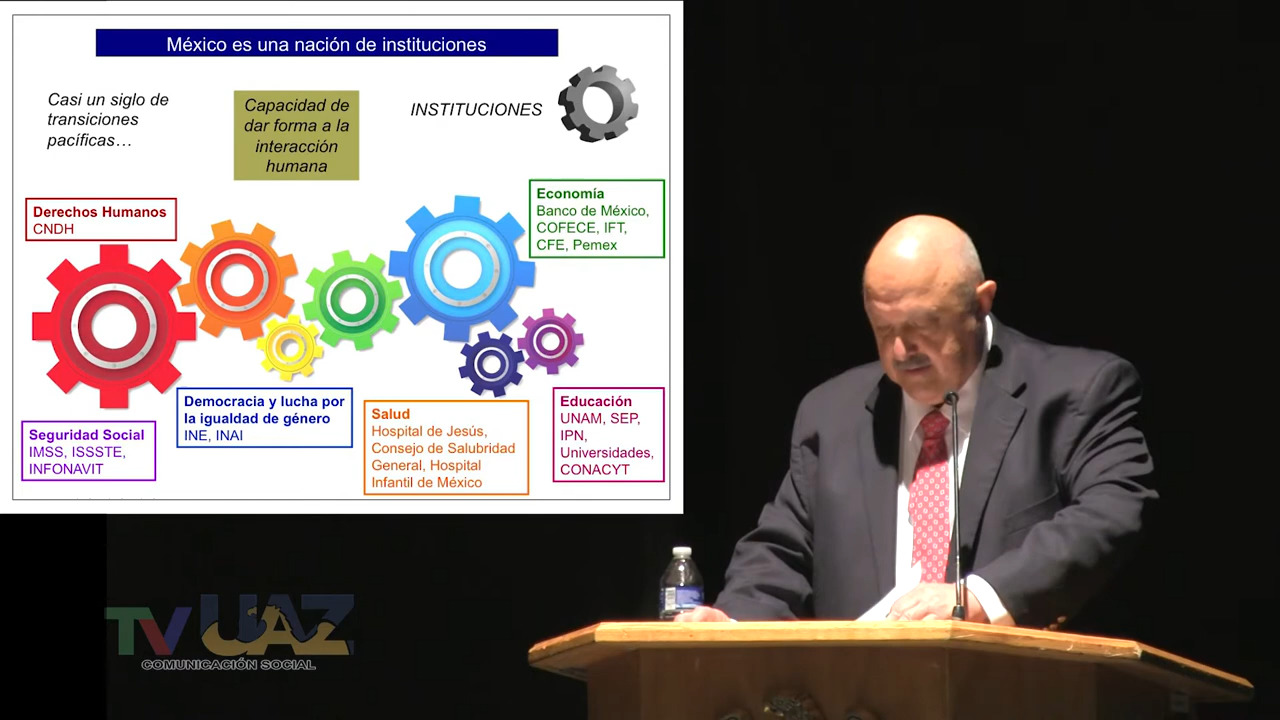 México es una nación de instituciones
Casi un siglo de
transiciones
pacíficas…
Capacidad de
dar forma a la
interacción
humana
INSTITUCIONES
Economía
Banco de México,
COFECE, IFT,
CFE, Pemex
Derechos Humanos
CNDH
Democracia y lucha por
la igualdad de género
INE, INAI
Salud
Hospital de Jesús,
Consejo de Salubridad
General, Hospital
Infantil de México
Educación
UNAM, SEP,
IPN,
Universidades,
CONACYT
Seguridad Social
IMSS, ISSSTE,
INFONAVIT
TV UAZ
COMUNICACIÓN SOCIAL